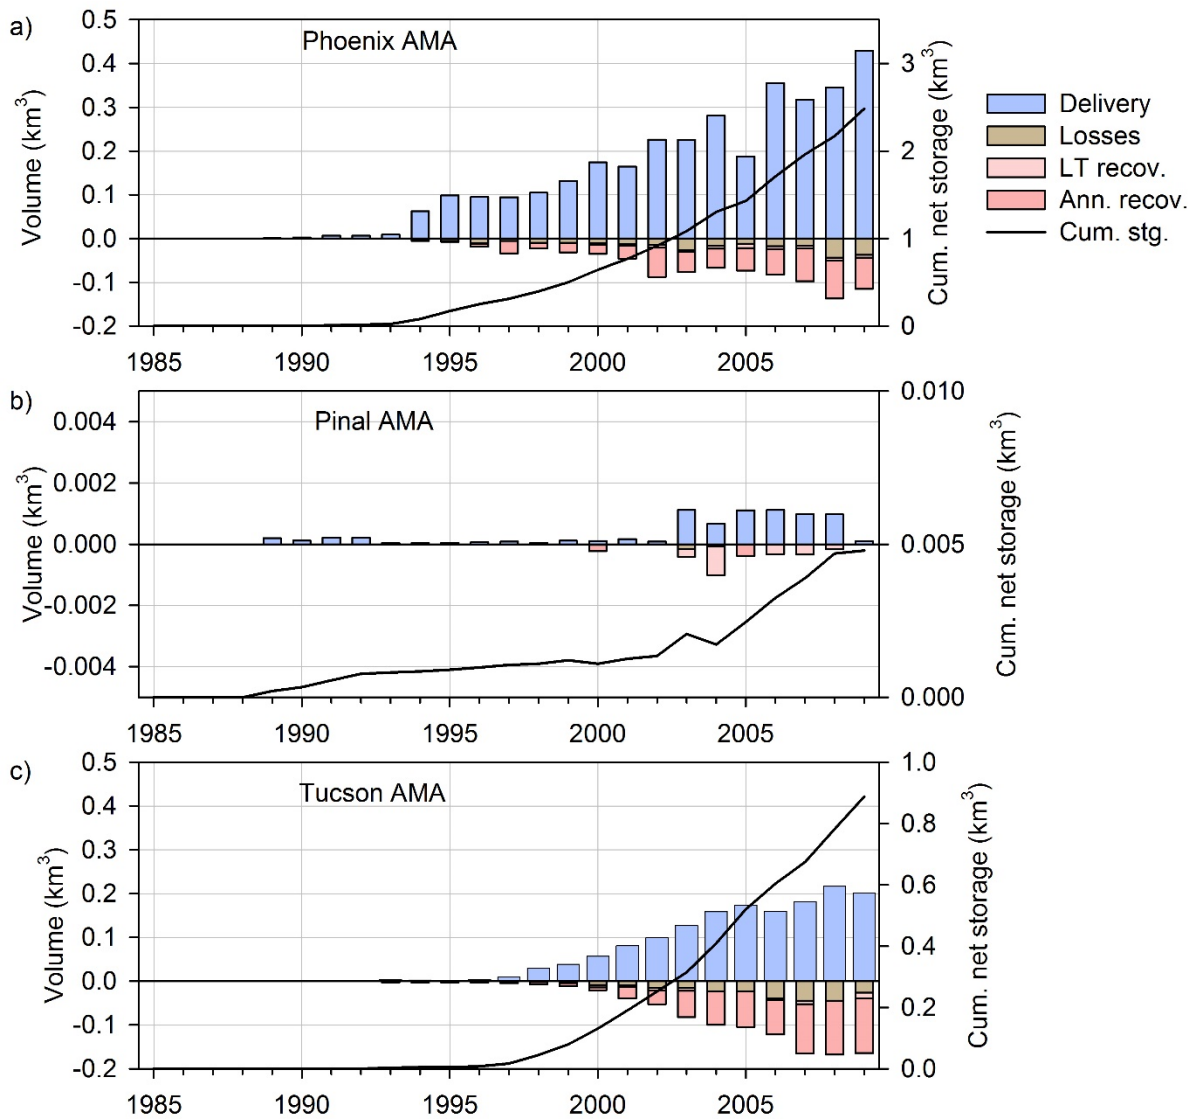 a)
Phoenix AMA
Volume (km³)
0.5
0.4
0.3
0.2
0.1
0.0
-0.1
-0.2
3
2
1
0
Cum. net storage (km³)
1985 1990 1995 2000 2005
Delivery
Losses
LT recov.
Ann. recov.
Cum. stg.
b)
Pinal AMA
Volume (km³)
0.004
0.002
0.000
-0.002
-0.004
0.010
0.005
0.000
Cum. net storage (km³)
1985 1990 1995 2000 2005
c)
Tucson AMA
Volume (km³)
0.5
0.4
0.3
0.2
0.1
0.0
-0.1
-0.2
1.0
0.8
0.6
0.4
0.2
0.0
Cum. net storage (km³)
1985 1990 1995 2000 2005